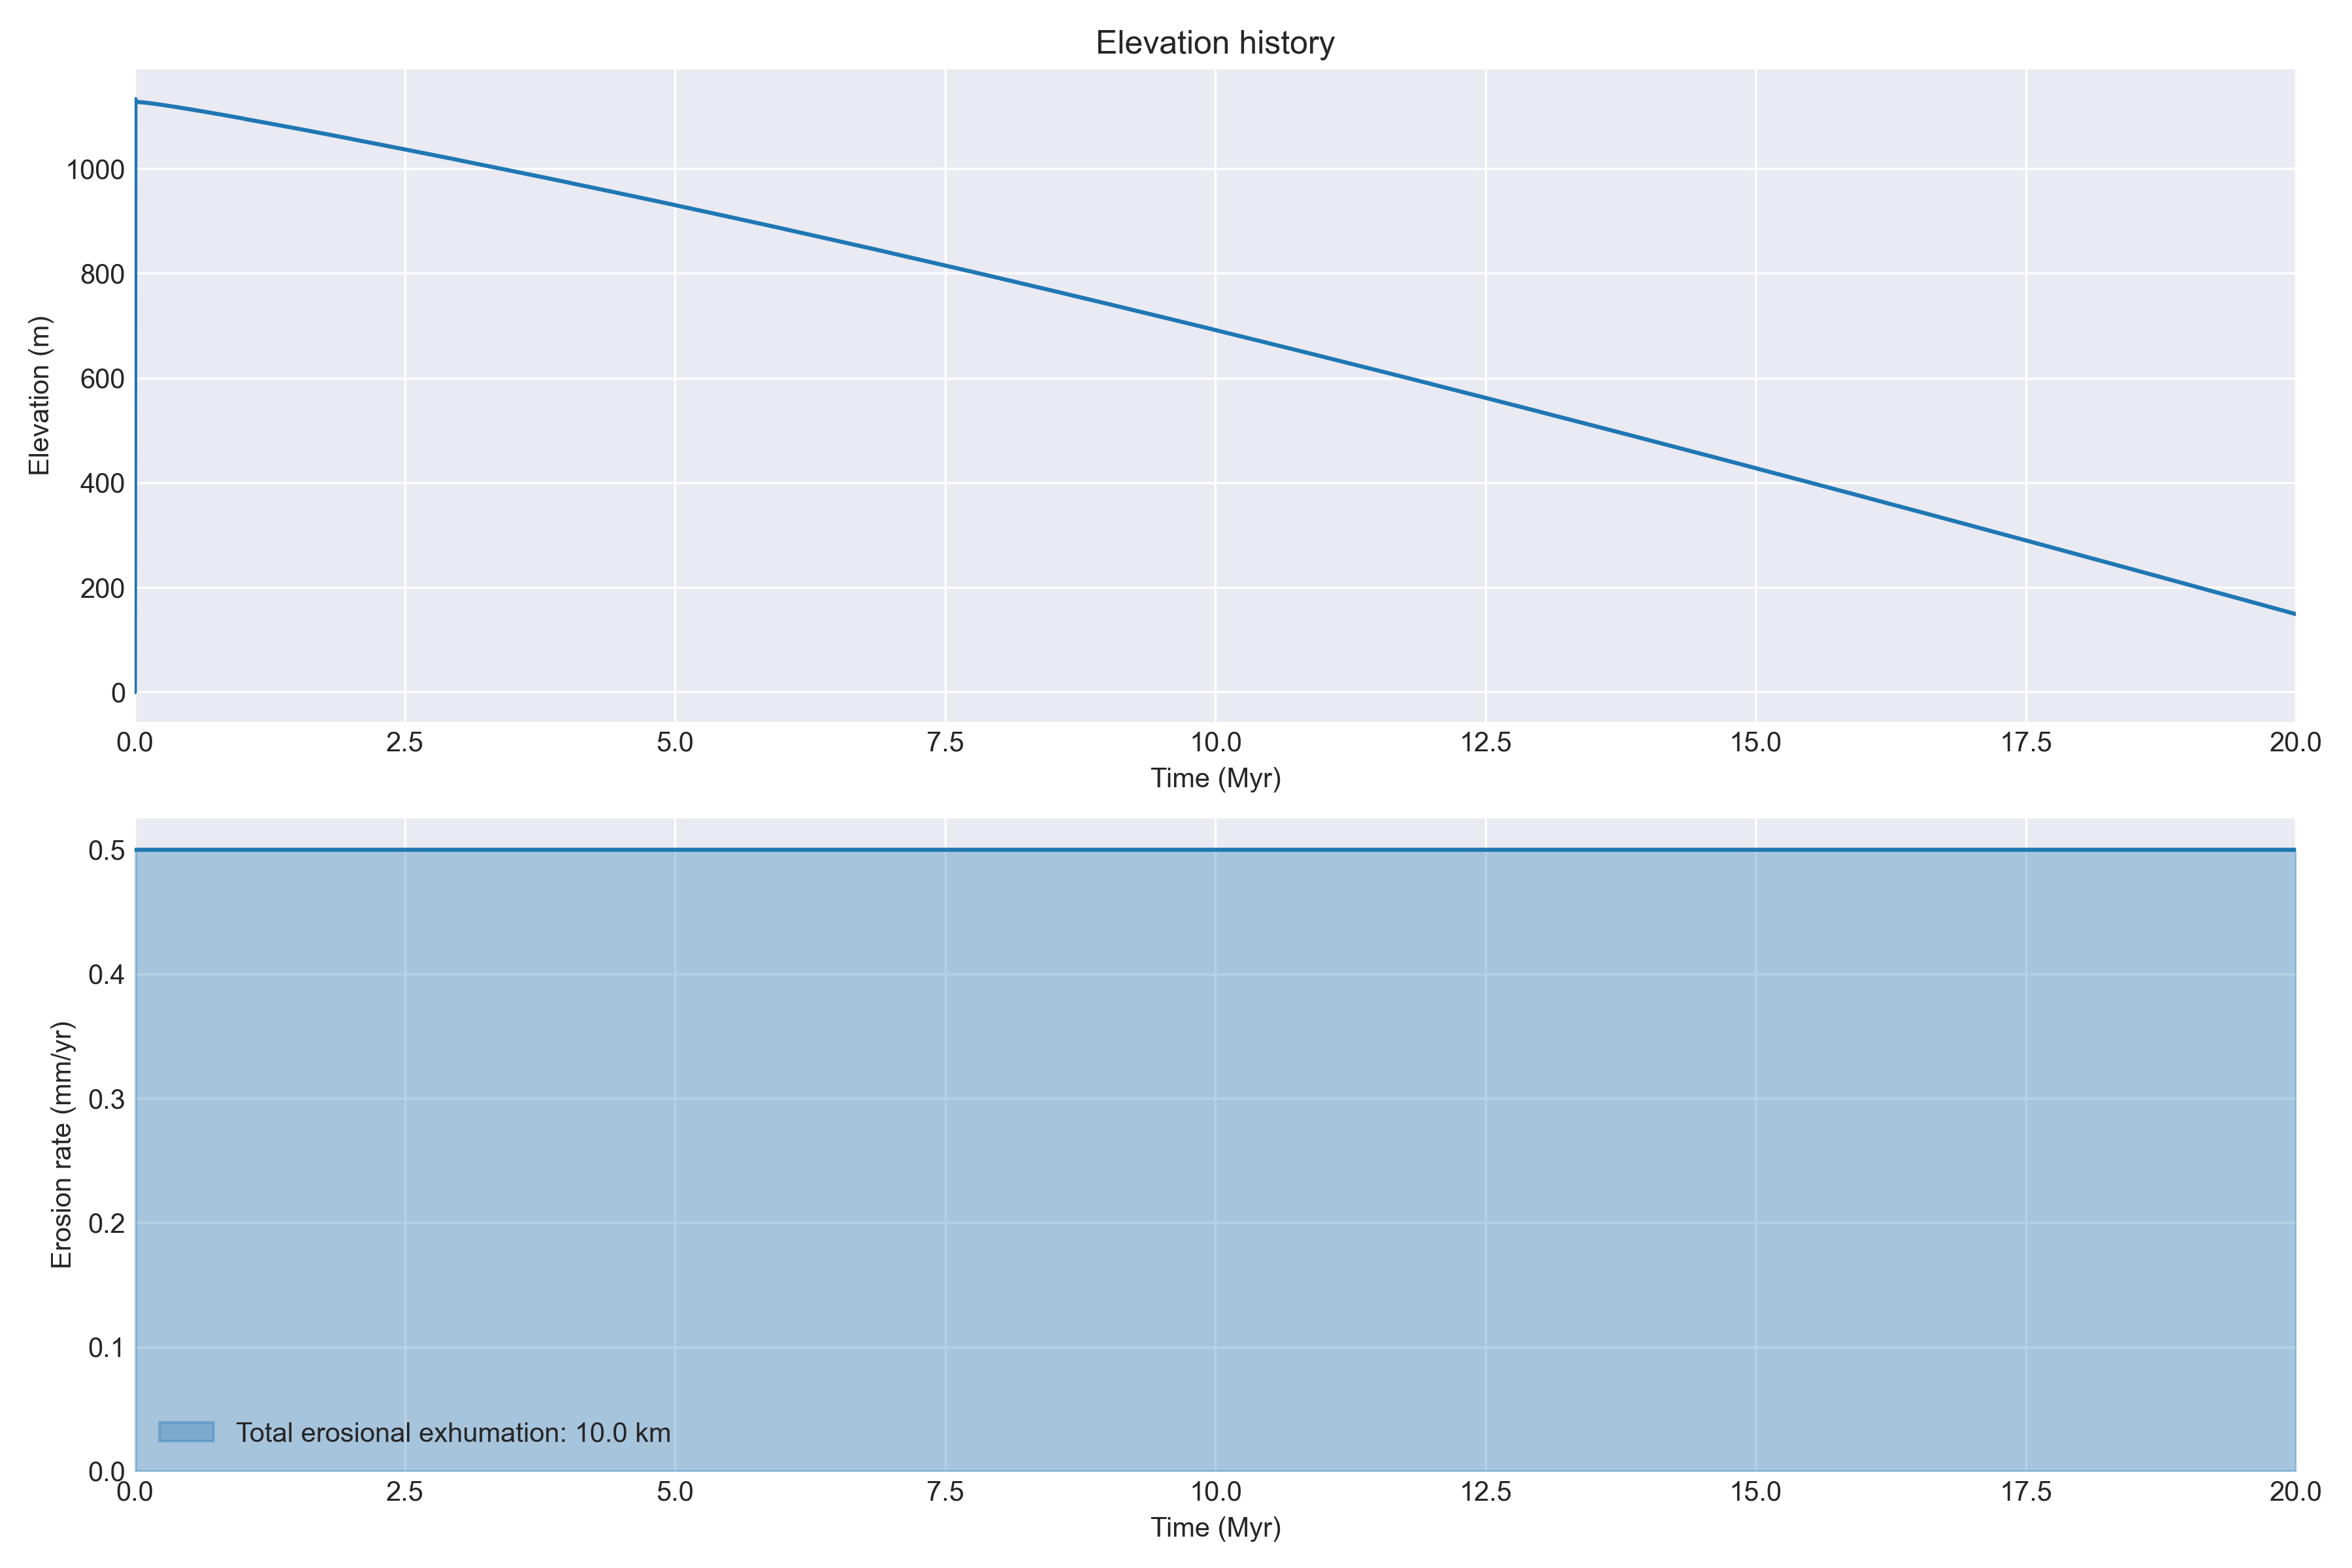 Elevation history
Elevation (m)
1000
800
600
400
200
0
0.0 2.5 5.0 7.5 10.0 12.5 15.0 17.5 20.0
Time (Myr)
Erosion rate (mm/yr)
0.5
0.4
0.3
0.2
0.1
0.0
Total erosional exhumation: 10.0 km
0.0 2.5 5.0 7.5 10.0 12.5 15.0 17.5 20.0
Time (Myr)